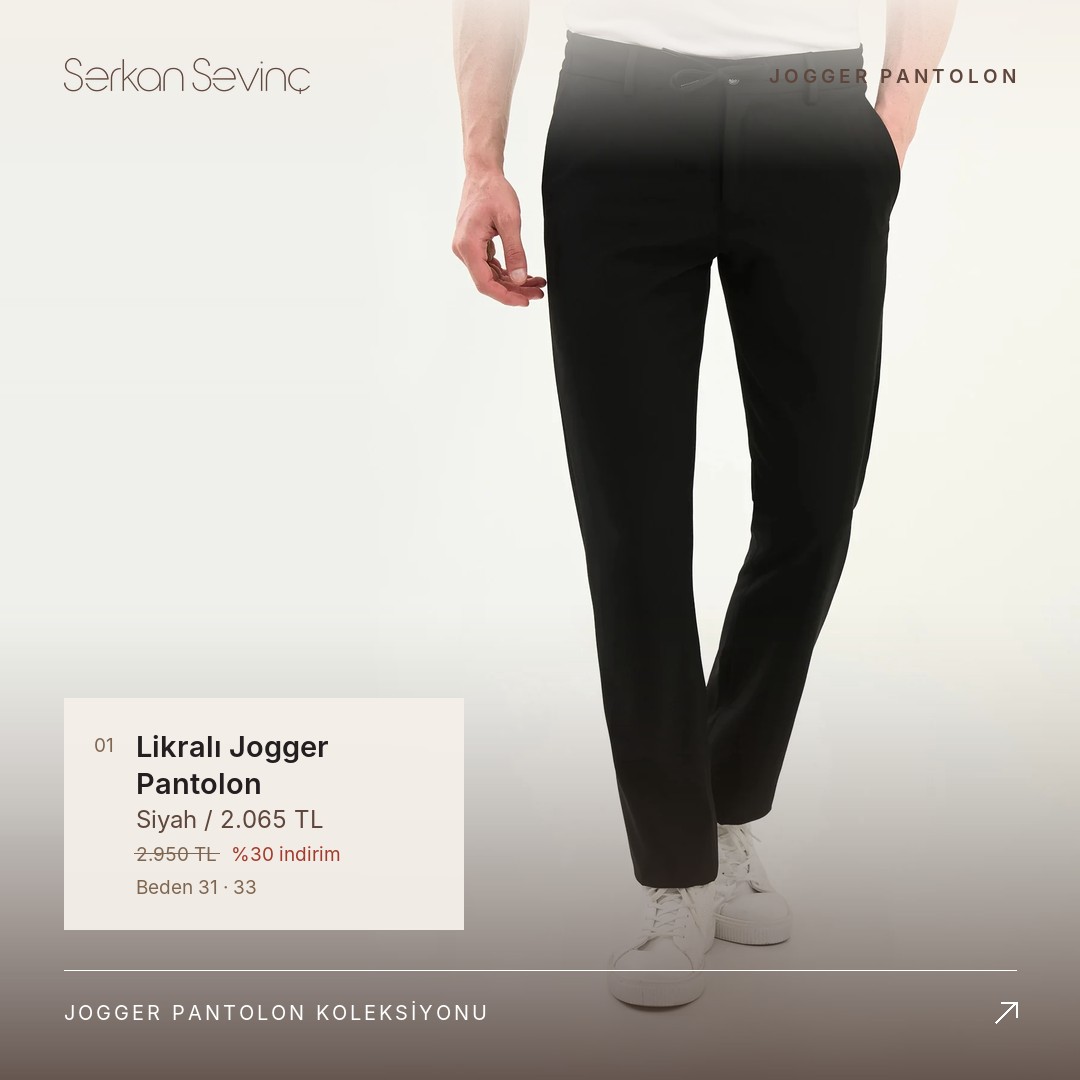 Serkan Sevinç
JOGGER PANTOLON
01
Likralı Jogger
Pantolon
Siyah / 2.065 TL
2.950 TL %30 indirim
Beden 31 · 33
JOGGER PANTOLON KOLEKSİYONU